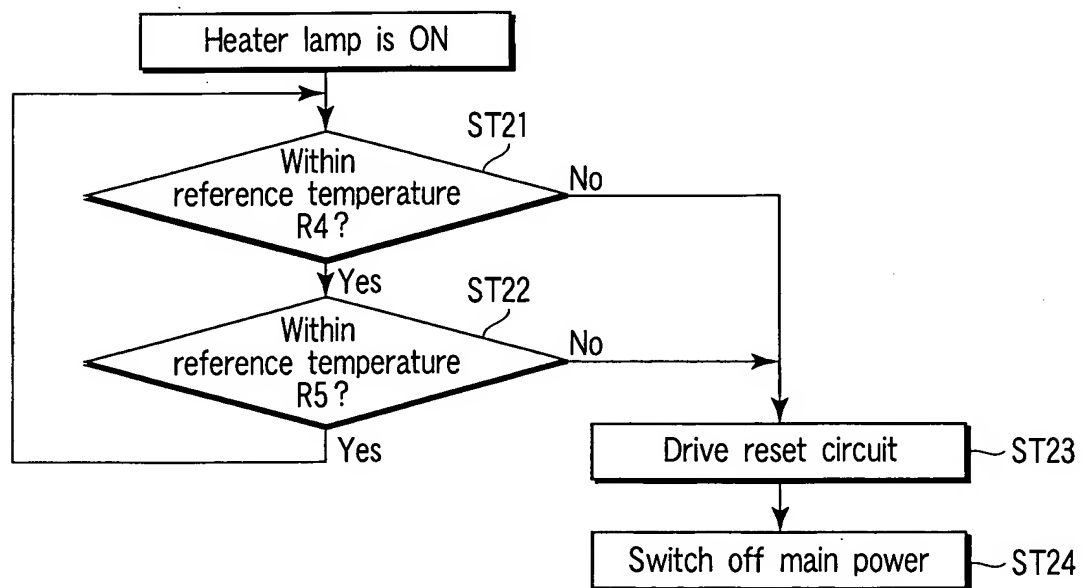 Heater lamp is ON
ST21
Within
reference temperature
R4?
No
Yes
ST22
Within
reference temperature
R5?
No
Yes
Drive reset circuit
ST23
Switch off main power
ST24